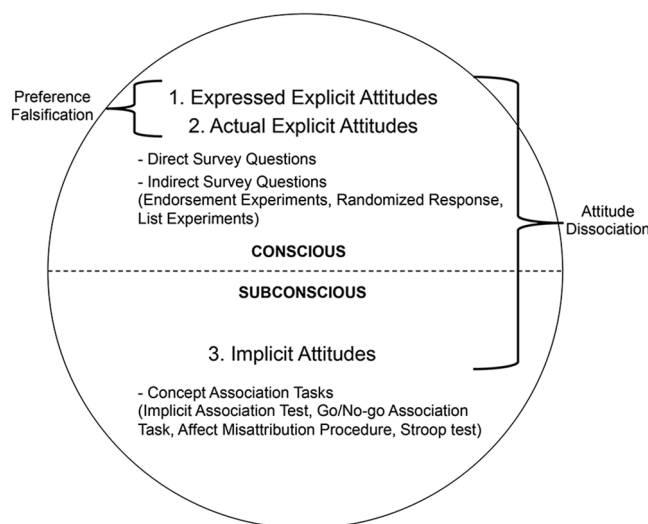 Preference
Falsification
1. Expressed Explicit Attitudes
2. Actual Explicit Attitudes
- Direct Survey Questions
- Indirect Survey Questions
(Endorsement Experiments, Randomized Response,
List Experiments)
Attitude
Dissociation
CONSCIOUS
SUBCONSCIOUS
3. Implicit Attitudes
- Concept Association Tasks
(Implicit Association Test, Go/No-go Association
Task, Affect Misattribution Procedure, Stroop test)